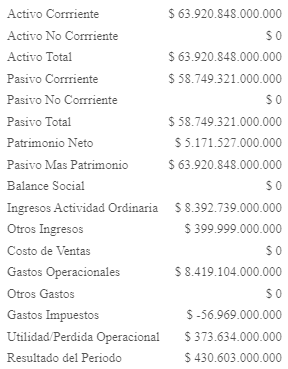 Activo Corrriente $ 63.920.848.000.000
Activo No Corrriente $ 0
Activo Total $ 63.920.848.000.000
Pasivo Corrriente $ 58.749.321.000.000
Pasivo No Corrriente $ 0
Pasivo Total $ 58.749.321.000.000
Patrimonio Neto $ 5.171.527.000.000
Pasivo Mas Patrimonio $ 63.920.848.000.000
Balance Social $ 0
Ingresos Actividad Ordinaria $ 8.392.739.000.000
Otros Ingresos $ 399.999.000.000
Costo de Ventas $ 0
Gastos Operacionales $ 8.419.104.000.000
Otros Gastos $ 0
Gastos Impuestos $ -56.969.000.000
Utilidad/Perdida Operacional $ 373.634.000.000
Resultado del Periodo $ 430.603.000.000